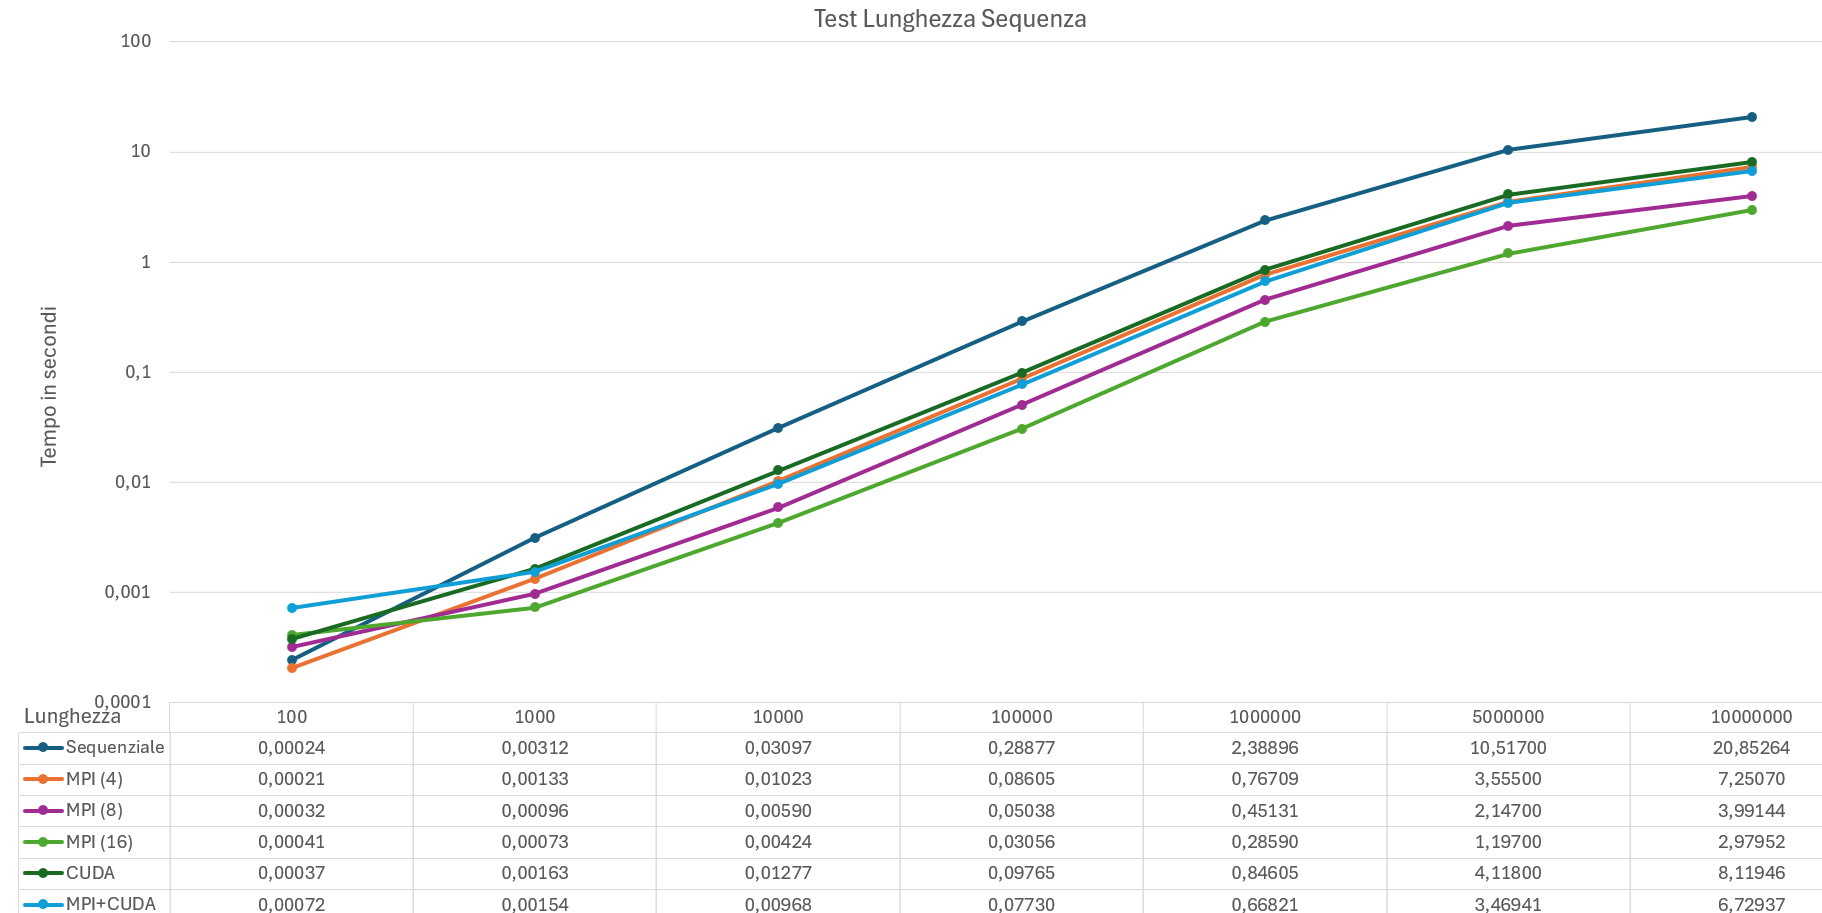 Test Lunghezza Sequenza
100
10
1
0,1
0,01
0,001
0,0001
Tempo in secondi
Lunghezza 100 1000 10000 100000 1000000 5000000 10000000
Sequenziale 0,00024 0,00312 0,03097 0,28877 2,38896 10,51700 20,85264
MPI (4) 0,00021 0,00133 0,01023 0,08605 0,76709 3,55500 7,25070
MPI (8) 0,00032 0,00096 0,00590 0,05038 0,45131 2,14700 3,99144
MPI (16) 0,00041 0,00073 0,00424 0,03056 0,28590 1,19700 2,97952
CUDA 0,00037 0,00163 0,01277 0,09765 0,84605 4,11800 8,11946
MPI+CUDA 0,00072 0,00154 0,00968 0,07730 0,66821 3,46941 6,72937